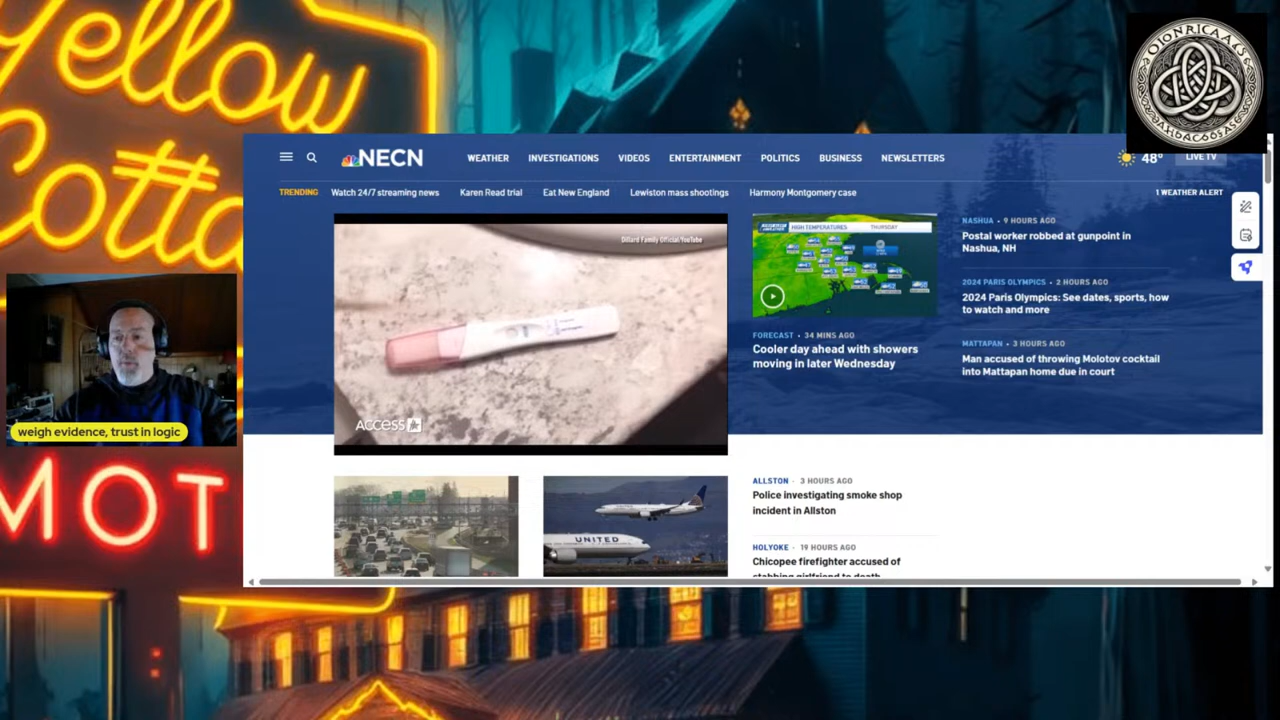 Yellow
Cotta
MOT
NECN
WEATHER
INVESTIGATIONS
VIDEOS
ENTERTAINMENT
POLITICS
BUSINESS
NEWSLETTERS
48°
LIVE TV
TRENDING
Watch 24/7 streaming news
Karen Read trial
Eat New England
Lewiston mass shootings
Harmony Montgomery case
1 WEATHER ALERT
Dillard Family Official/YouTube
ACCESS
HIGH TEMPERATURES
THURSDAY
FORECAST • 34 MINS AGO
Cooler day ahead with showers
moving in later Wednesday
NASHUA • 9 HOURS AGO
Postal worker robbed at gunpoint in
Nashua, NH
2024 PARIS OLYMPICS • 2 HOURS AGO
2024 Paris Olympics: See dates, sports, how
to watch and more
MATTAPAN • 3 HOURS AGO
Man accused of throwing Molotov cocktail
into Mattapan home due in court
weigh evidence, trust in logic
UNITED
ALLSTON · 3 HOURS AGO
Police investigating smoke shop
incident in Allston
HOLYOKE · 19 HOURS AGO
Chicopee firefighter accused of
stabbing girlfriend to death